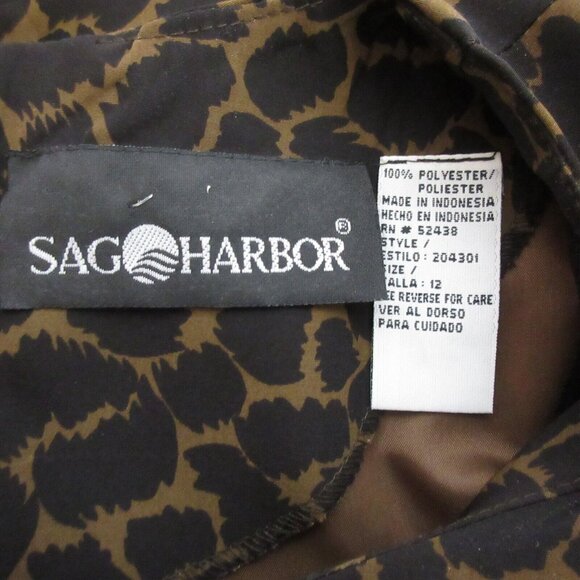 SAG HARBOR®
100% POLYESTER/
POLIESTER
MADE IN INDONESIA
HECHO EN INDONESIA
RN # 52438
STYLE /
ESTILO : 204301
SIZE /
TALLA : 12
SEE REVERSE FOR CARE
VER AL DORSO
PARA CUIDADO